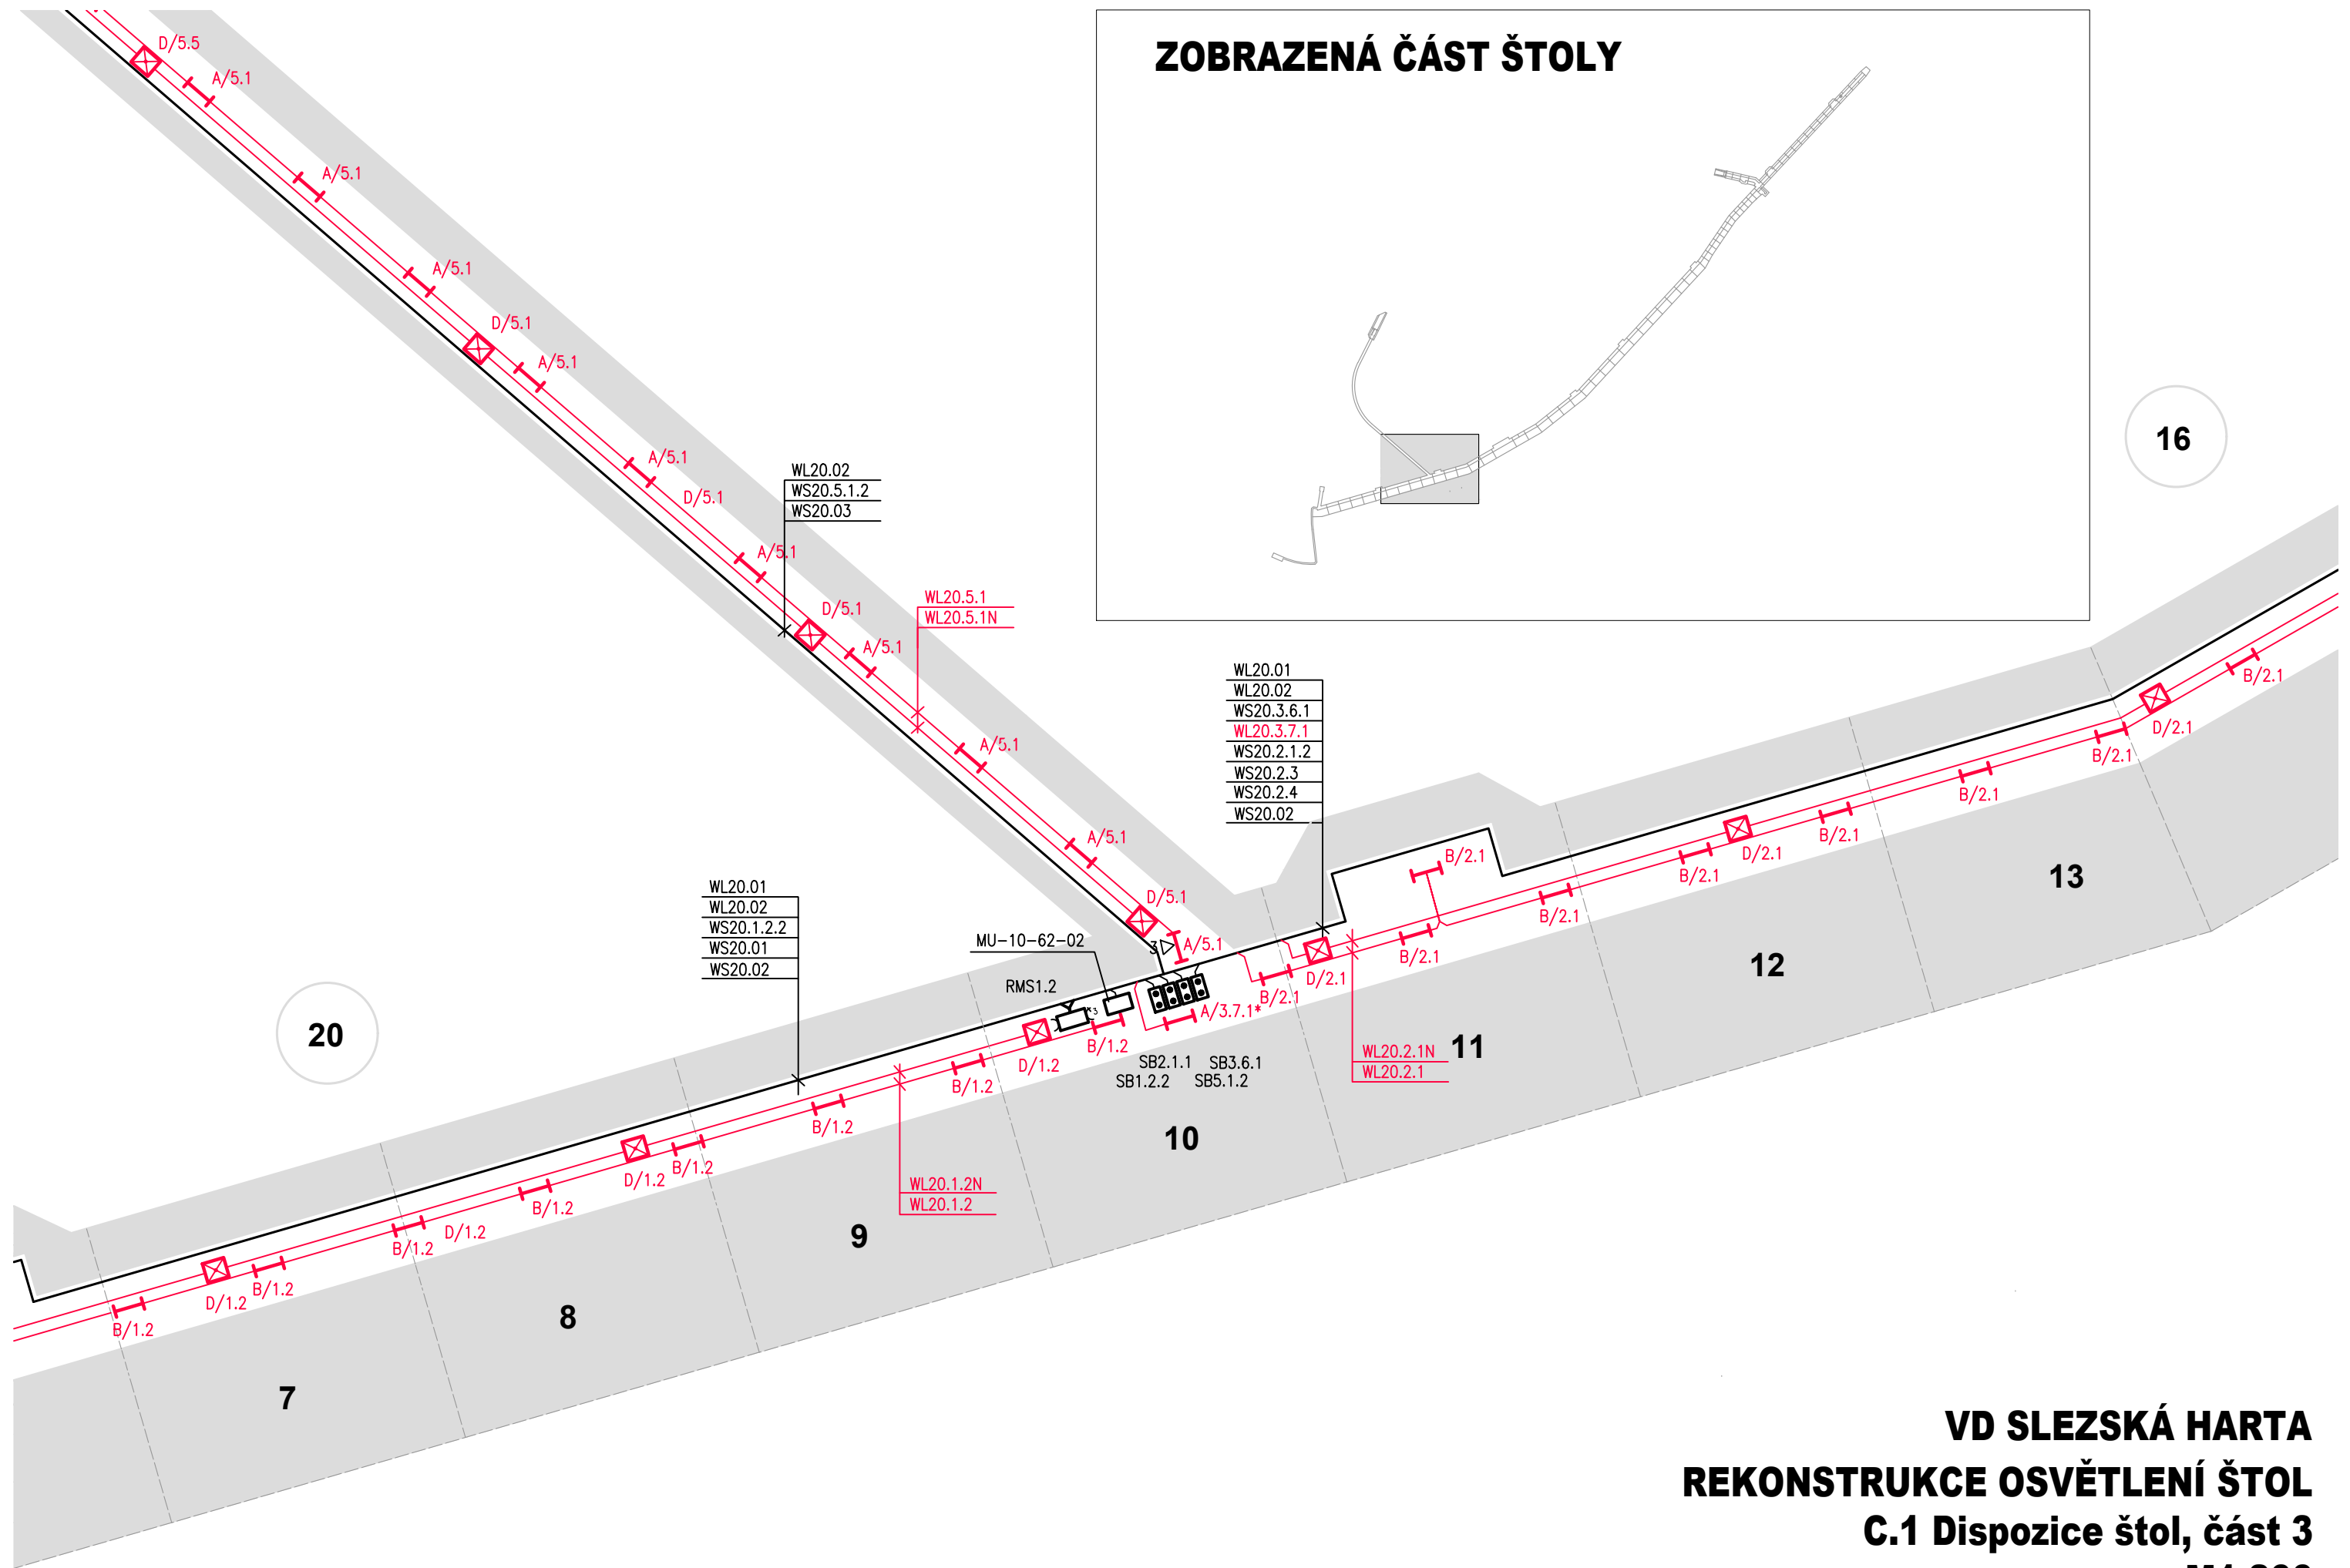 ZOBRAZENÁ ČÁST ŠTOLY
D/5.5
A/5.1
A/5.1
A/5.1
D/5.1
A/5.1
A/5.1
D/5.1
A/5.1
D/5.1
A/5.1
A/5.1
A/5.1
D/5.1
A/5.1
3
WL20.02
WS20.5.1.2
WS20.03
WL20.5.1
WL20.5.1N
16
WL20.01
WL20.02
WS20.3.6.1
WL20.3.7.1
WS20.2.1.2
WS20.2.3
WS20.2.4
WS20.02
B/2.1
D/2.1
B/2.1
B/2.1
B/2.1
D/2.1
B/2.1
B/2.1
B/2.1
B/2.1
D/2.1
B/2.1
13
12
11
WL20.2.1N
WL20.2.1
WL20.01
WL20.02
WS20.1.2.2
WS20.01
WS20.02
MU-10-62-02
RMS1.2
3
A/3.7.1*
B/1.2
D/1.2
B/1.2
SB2.1.1 SB3.6.1
SB1.2.2 SB5.1.2
10
20
B/1.2
B/1.2
D/1.2
B/1.2
WL20.1.2N
WL20.1.2
9
D/1.2
B/1.2
B/1.2
D/1.2
B/1.2
8
7
VD SLEZSKÁ HARTA
REKONSTRUKCE OSVĚTLENÍ ŠTOL
C.1 Dispozice štol, část 3